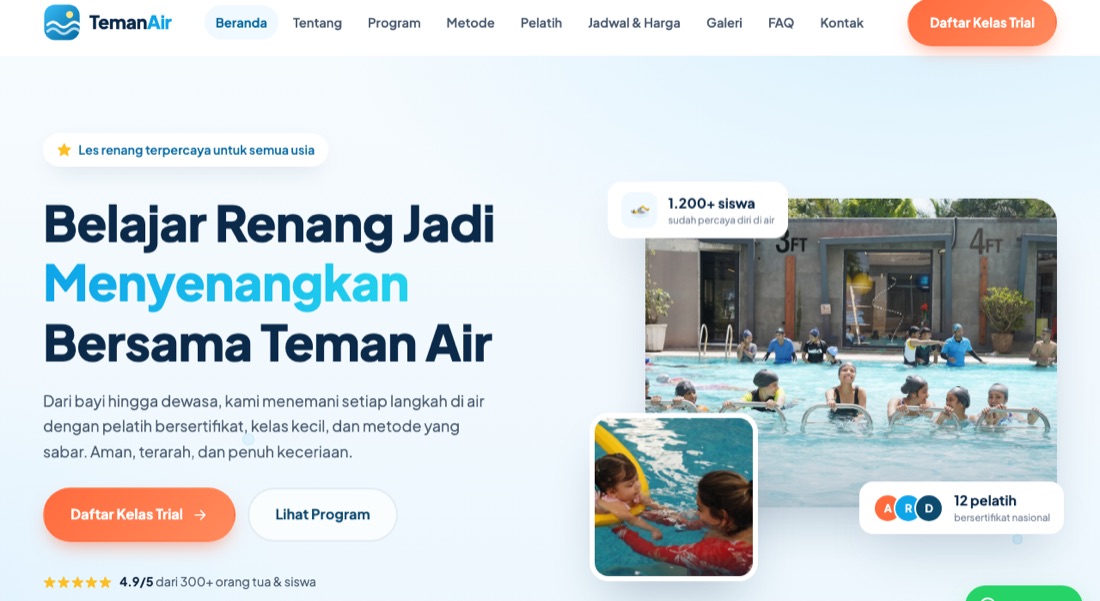 TemanAir
Beranda
Tentang
Program
Metode
Pelatih
Jadwal & Harga
Galeri
FAQ
Kontak
Daftar Kelas Trial
Les renang terpercaya untuk semua usia
Belajar Renang Jadi
Menyenangkan
Bersama Teman Air
Dari bayi hingga dewasa, kami menemani setiap langkah di air
dengan pelatih bersertifikat, kelas kecil, dan metode yang
sabar. Aman, terarah, dan penuh keceriaan.
Daftar Kelas Trial →
Lihat Program
4.9/5 dari 300+ orang tua & siswa
1.200+ siswa
sudah percaya diri di air
3FT
4FT
A R D
12 pelatih
bersertifikat nasional